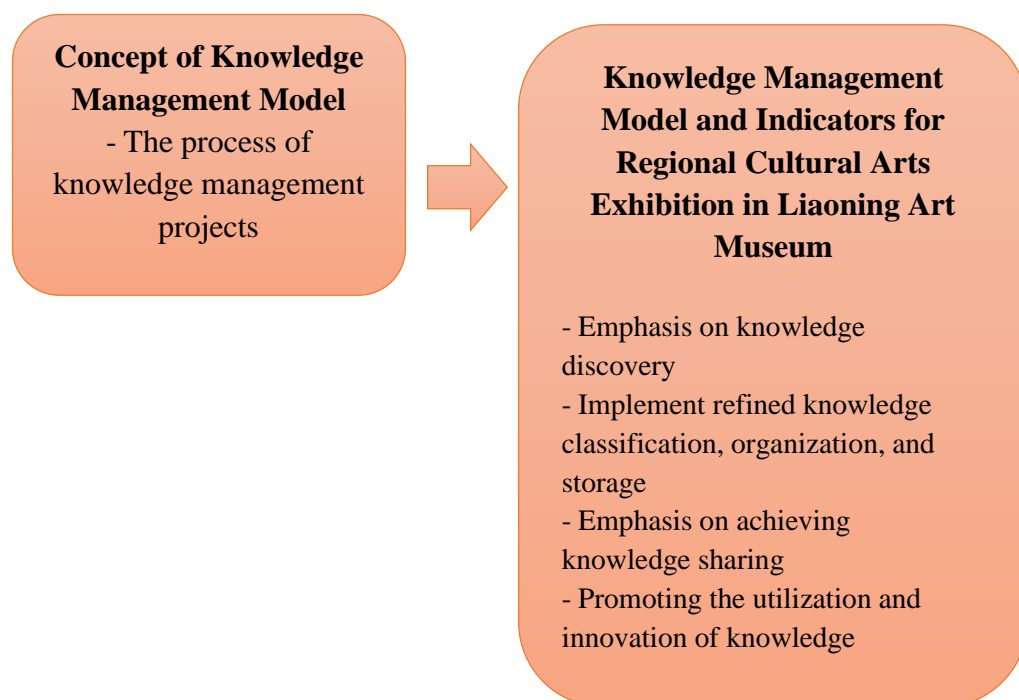 Concept of Knowledge
Management Model
- The process of
knowledge management
projects
Knowledge Management
Model and Indicators for
Regional Cultural Arts
Exhibition in Liaoning Art
Museum
- Emphasis on knowledge
discovery
- Implement refined knowledge
classification, organization, and
storage
- Emphasis on achieving
knowledge sharing
- Promoting the utilization and
innovation of knowledge